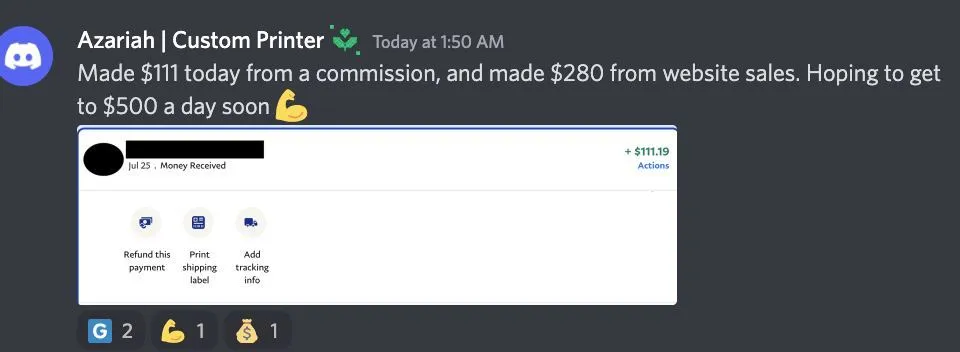 Azariah | Custom Printer Today at 1:50 AM
Made $111 today from a commission, and made $280 from website sales. Hoping to get
to $500 a day soon 💪
Jul 25 . Money Received
+ $111.19
Actions
Refund this
payment
Print
shipping
label
Add
tracking
info
G 2 💪 1 💰 1